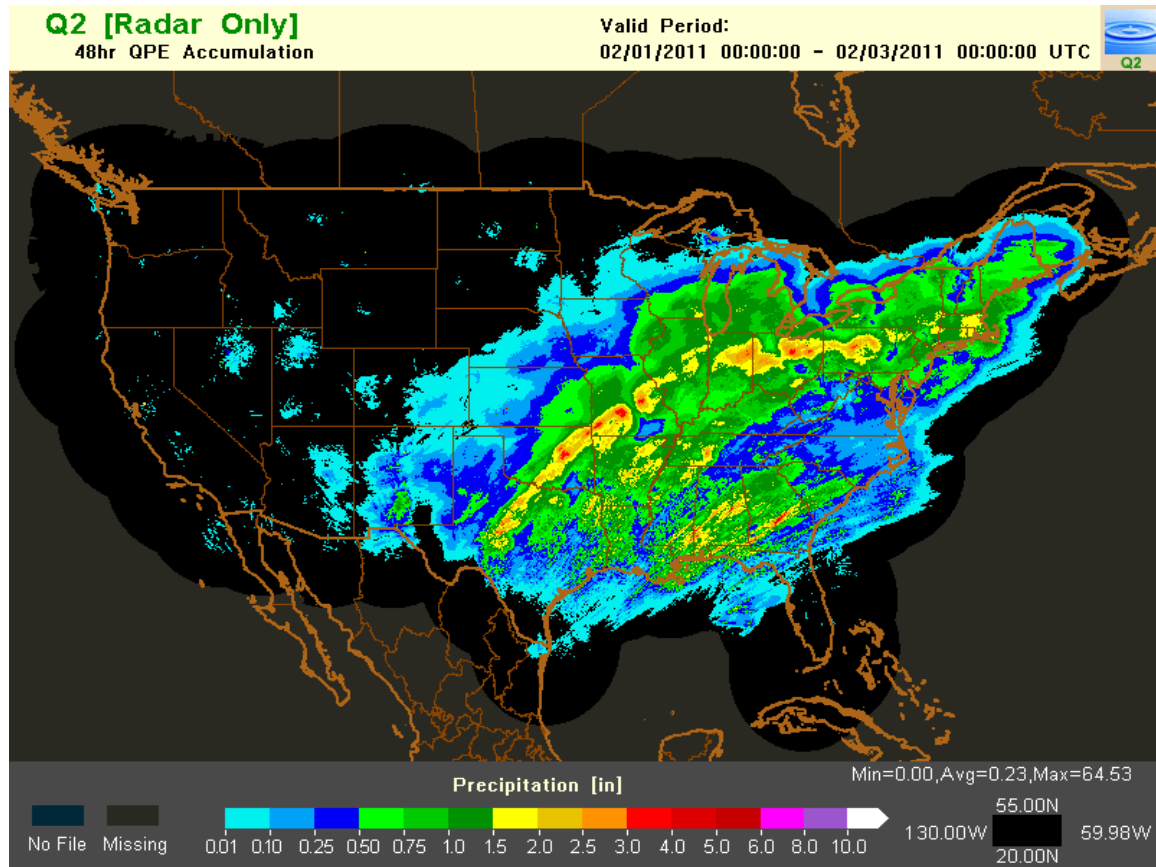 Q2 [Radar Only]
48hr QPE Accumulation
Valid Period:
02/01/2011 00:00:00 - 02/03/2011 00:00:00 UTC
Q2
Precipitation [in]
Min=0.00,Avg=0.23,Max=64.53
No File
Missing
0.01 0.10 0.25 0.50 0.75 1.0 1.5 2.0 2.5 3.0 4.0 5.0 6.0 8.0 10.0
55.00N
130.00W
59.98W
20.00N